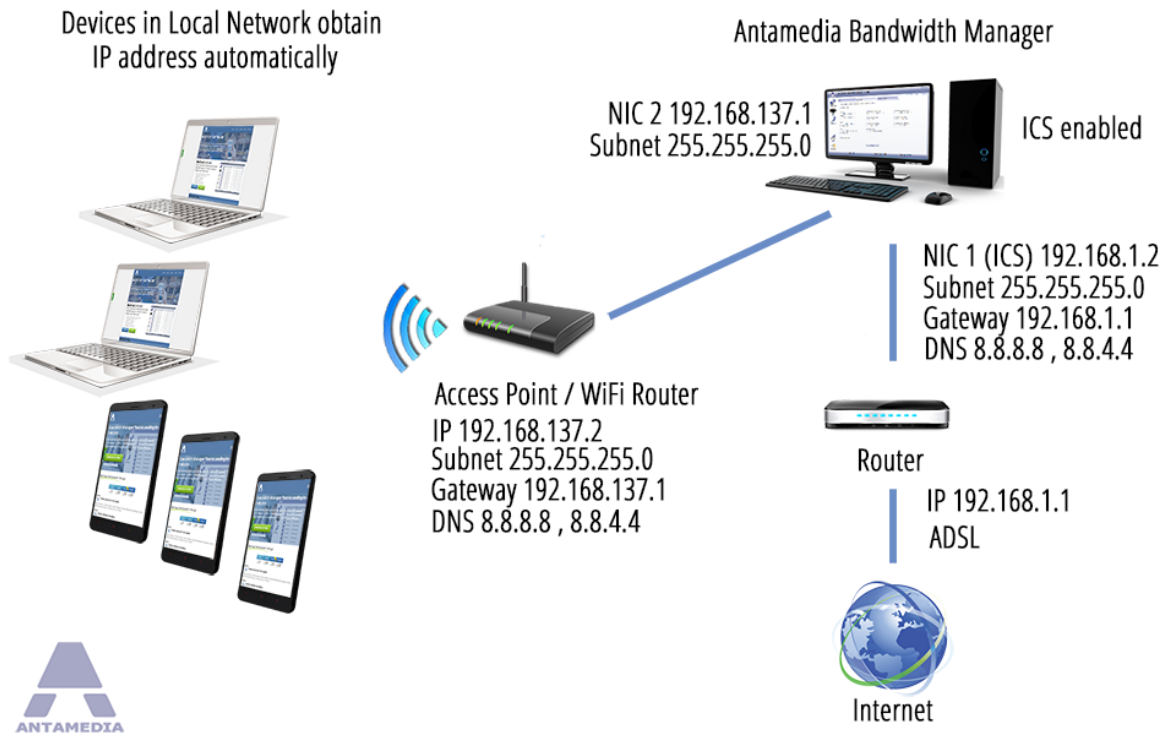 Devices in Local Network obtain
IP address automatically
Antamedia Bandwidth Manager
NIC 2 192.168.137.1
Subnet 255.255.255.0
ICS enabled
NIC 1 (ICS) 192.168.1.2
Subnet 255.255.255.0
Gateway 192.168.1.1
DNS 8.8.8.8 , 8.8.4.4
Access Point / WiFi Router
IP 192.168.137.2
Subnet 255.255.255.0
Gateway 192.168.137.1
DNS 8.8.8.8 , 8.8.4.4
Router
IP 192.168.1.1
ADSL
Internet
ANTAMEDIA